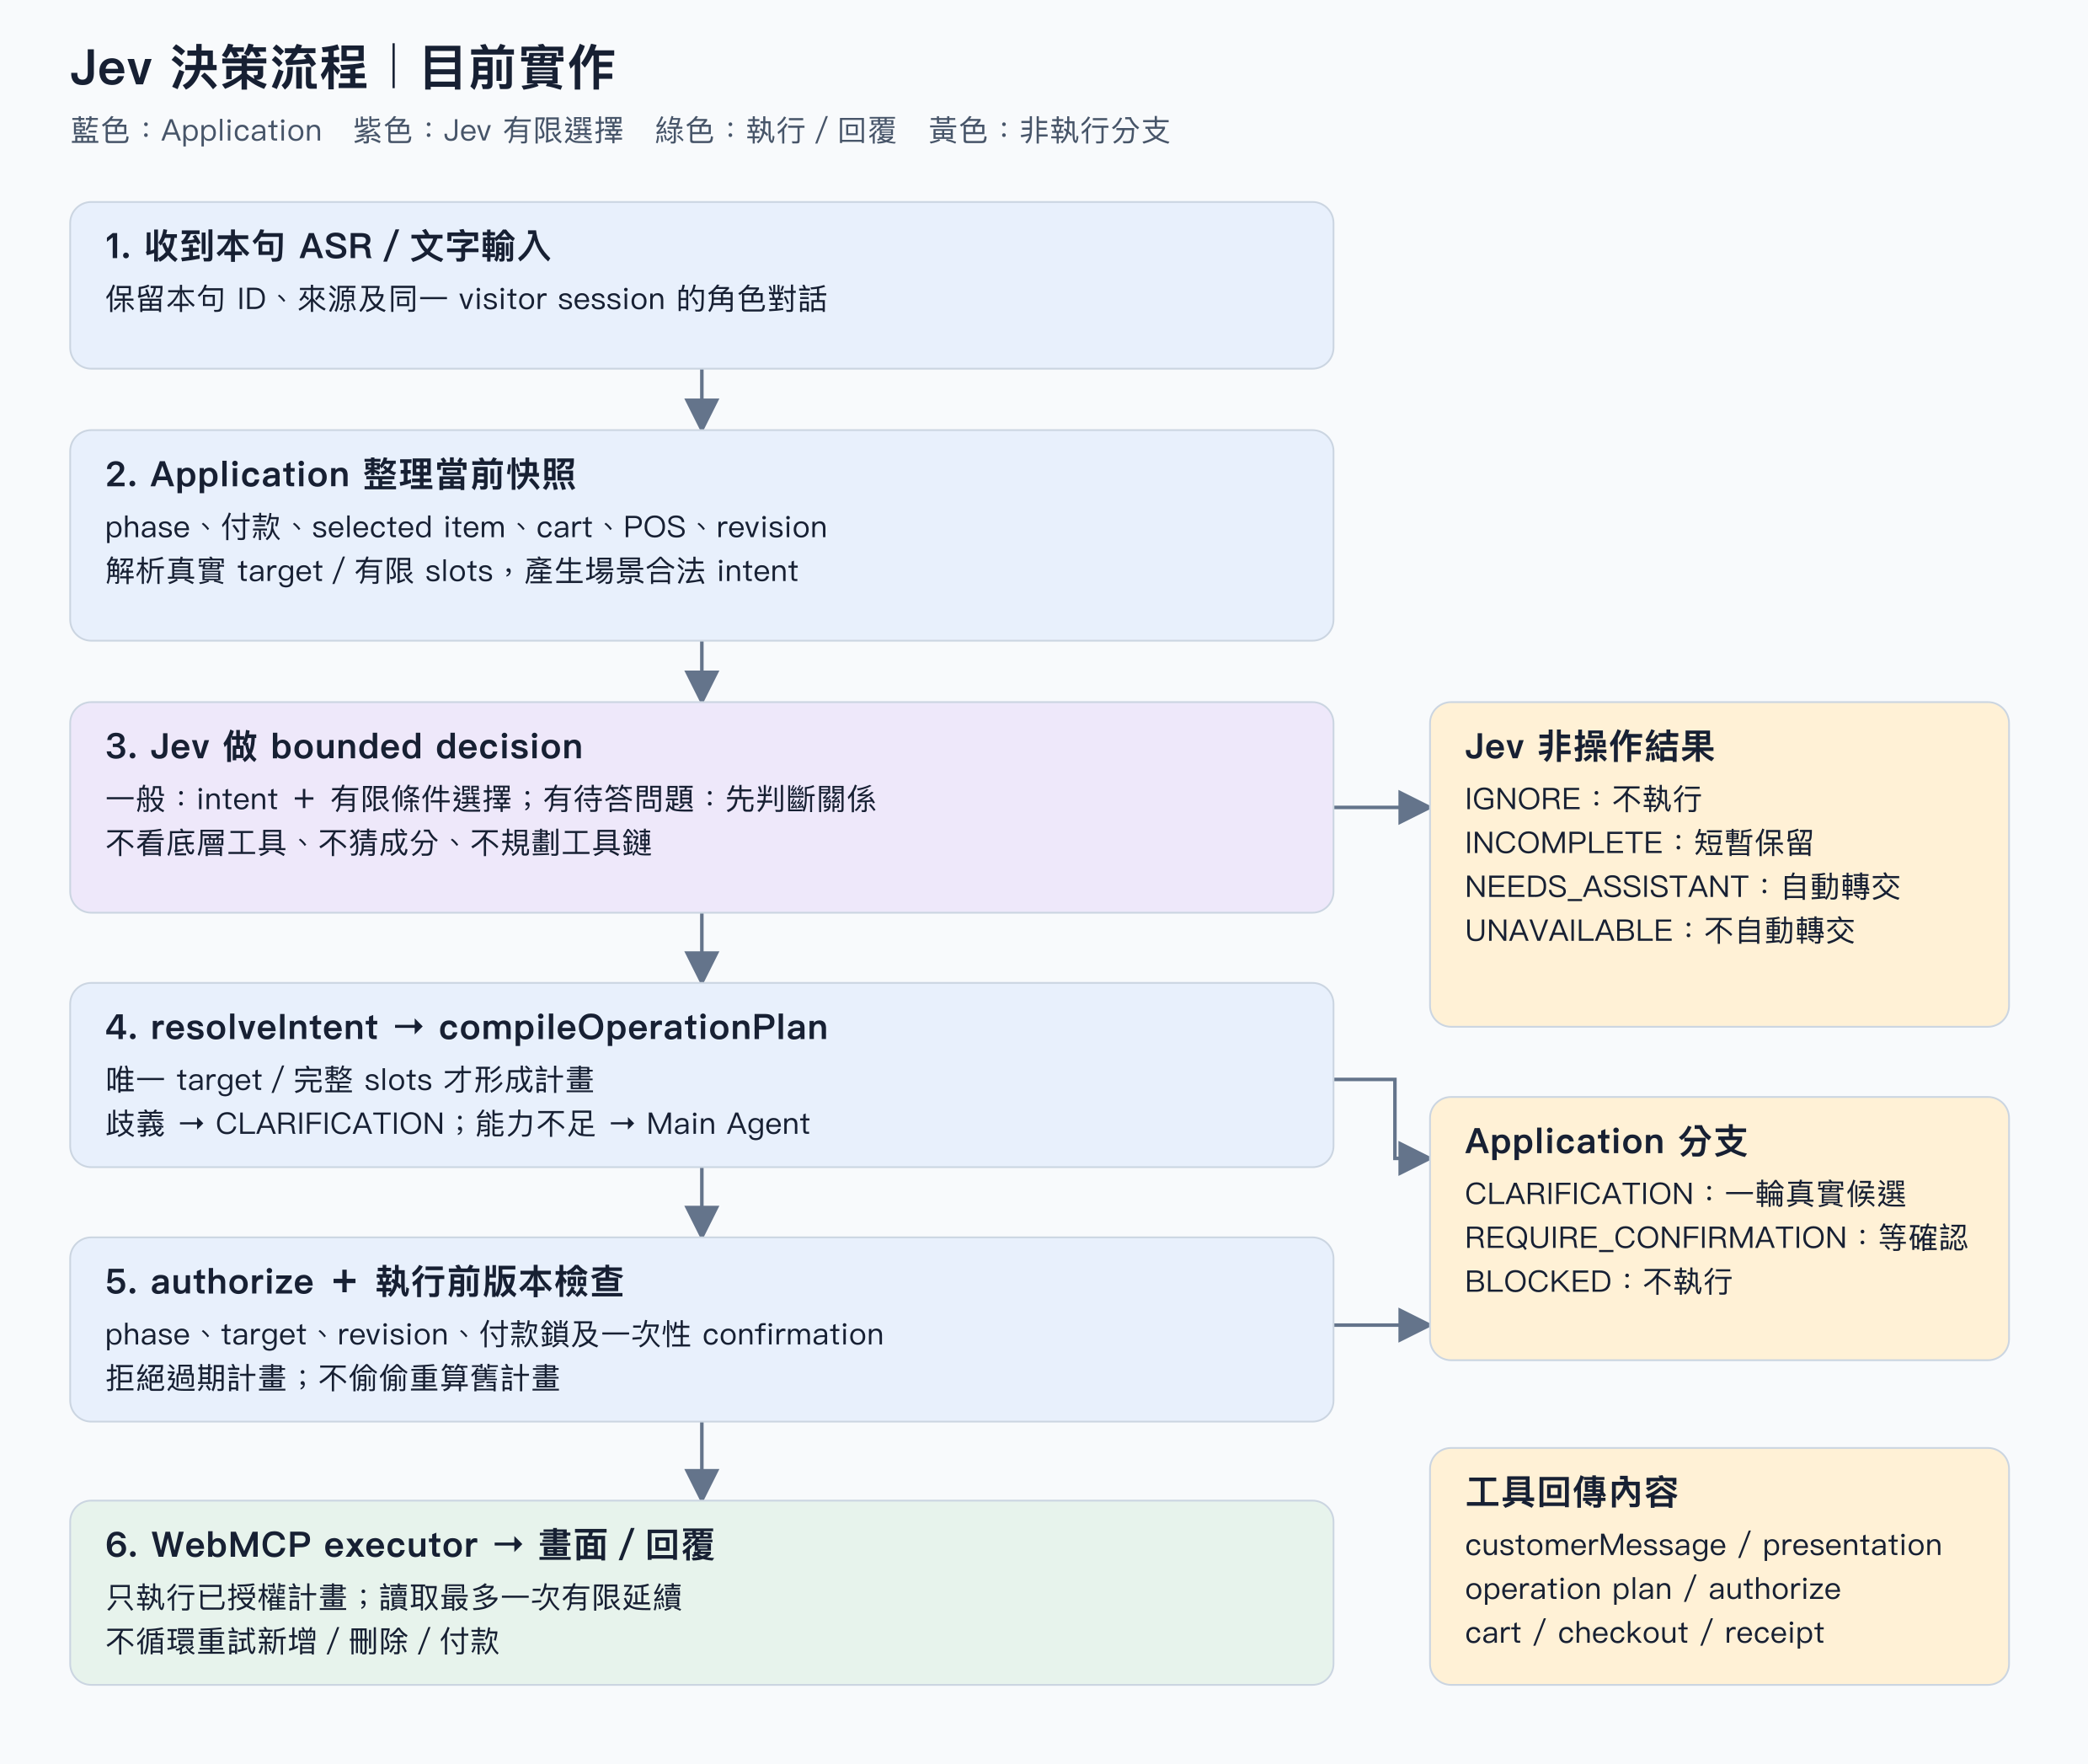 Jev 決策流程｜目前實作
藍色：Application　紫色：Jev 有限選擇　綠色：執行 / 回覆　黃色：非執行分支
1. 收到本句 ASR / 文字輸入
保留本句 ID、來源及同一 visitor session 的角色對話
2. Application 整理當前快照
phase、付款、selected item、cart、POS、revision
解析真實 target / 有限 slots，產生場景合法 intent
3. Jev 做 bounded decision
一般：intent ＋ 有限條件選擇；有待答問題：先判斷關係
不看底層工具、不猜成分、不規劃工具鏈
Jev 非操作結果
IGNORE：不執行
INCOMPLETE：短暫保留
NEEDS_ASSISTANT：自動轉交
UNAVAILABLE：不自動轉交
4. resolveIntent → compileOperationPlan
唯一 target / 完整 slots 才形成計畫
歧義 → CLARIFICATION；能力不足 → Main Agent
Application 分支
CLARIFICATION：一輪真實候選
REQUIRE_CONFIRMATION：等確認
BLOCKED：不執行
5. authorize ＋ 執行前版本檢查
phase、target、revision、付款鎖及一次性 confirmation
拒絕過期計畫；不偷偷重算舊計畫
6. WebMCP executor → 畫面 / 回覆
只執行已授權計畫；讀取最多一次有限延續
不循環重試新增 / 刪除 / 付款
工具回傳內容
customerMessage / presentation
operation plan / authorize
cart / checkout / receipt